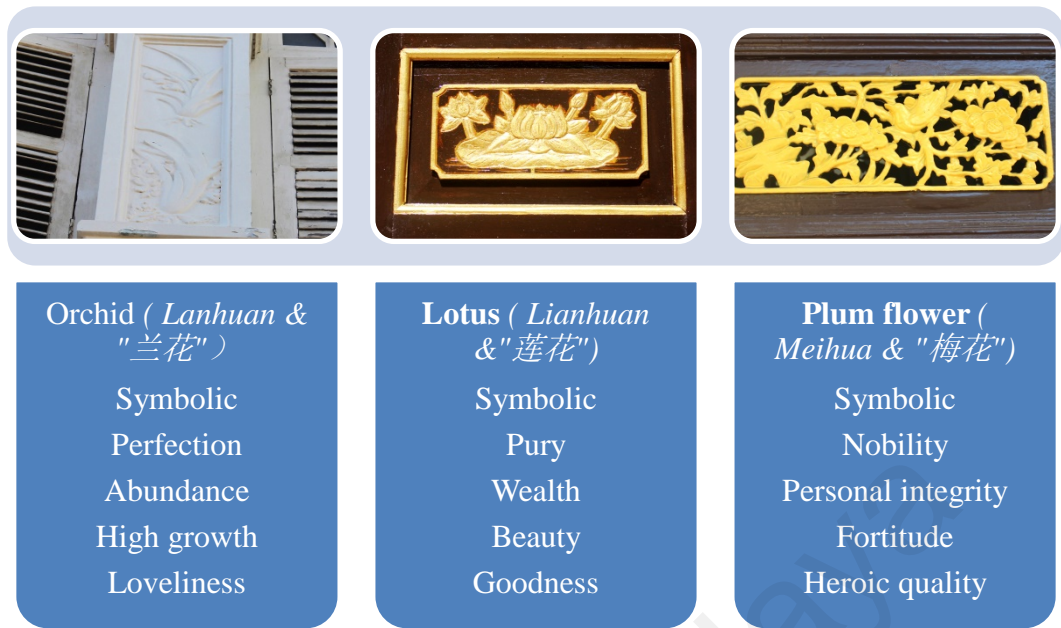 Orchid ( Lanhuan &
"兰花" ）
Symbolic
Perfection
Abundance
High growth
Loveliness
Lotus ( Lianhuan
&"莲花")
Symbolic
Pury
Wealth
Beauty
Goodness
Plum flower (
Meihua & "梅花")
Symbolic
Nobility
Personal integrity
Fortitude
Heroic quality